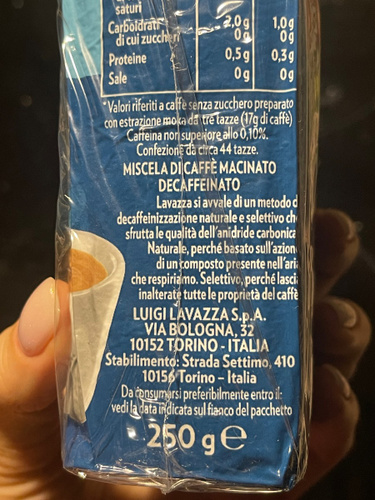 saturi
Carboidrati 2,0g 1,0g
di cui zuccheri 0g 0g
Proteine 0,5g 0,3g
Sale 0g 0g
*Valori riferiti a caffè senza zucchero preparato
con estrazione moka da tre tazze (17g di caffè)
Caffeina non superiore allo 0,10%.
Confezione da circa 44 tazze.
MISCELA DI CAFFÈ MACINATO
DECAFFEINATO
Lavazza si avvale di un metodo d
decaffeinizzazione naturale e selettivo ch
sfrutta le qualità dell'anidride carbonica
Naturale, perché basato sull'azion
di un composto presente nell'aria
che respiriamo. Selettivo, perché lasci
inalterate tutte le proprietà del caffè
LUIGI LAVAZZA S.p.A.
VIA BOLOGNA, 32
10152 TORINO - ITALIA
Stabilimento: Strada Settimo, 410
10156 Torino - Italia
Da consumarsi preferibilmente entro il:
vedi la data indicata sul fianco del pacchetto
250 g e